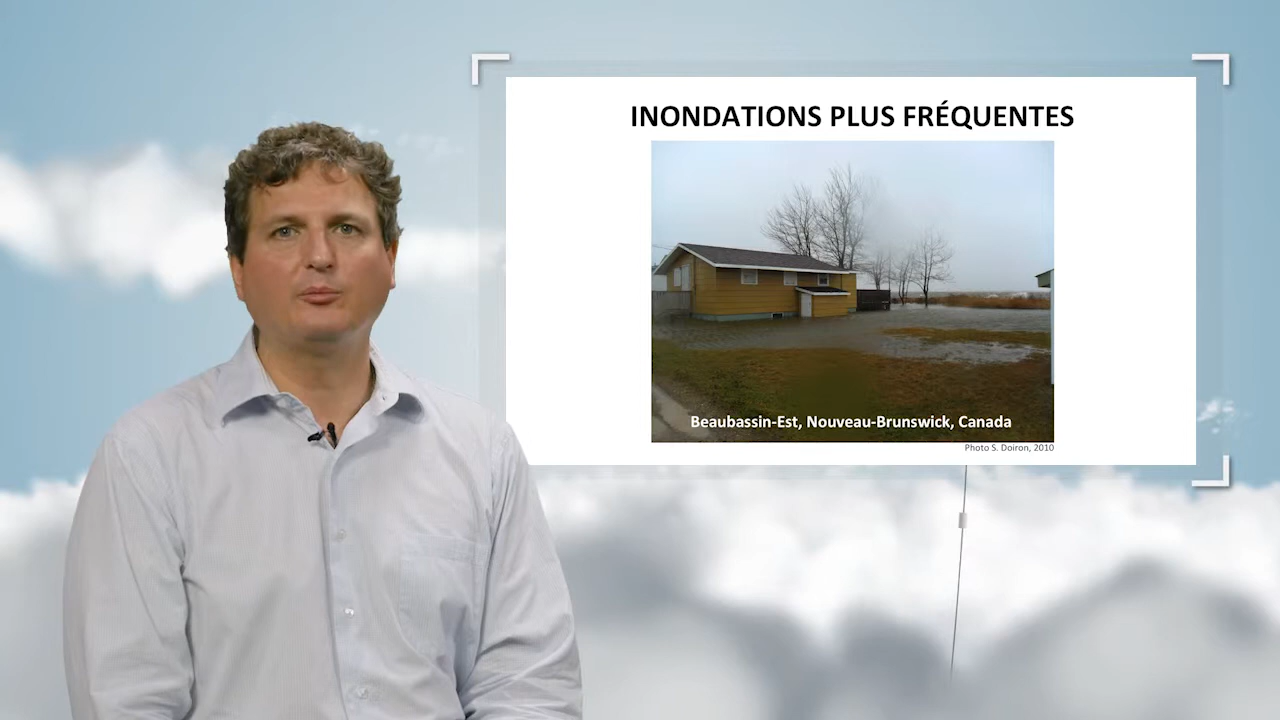 INONDATIONS PLUS FRÉQUENTES
Beaubassin-Est, Nouveau-Brunswick, Canada
Photo S. Doiron, 2010